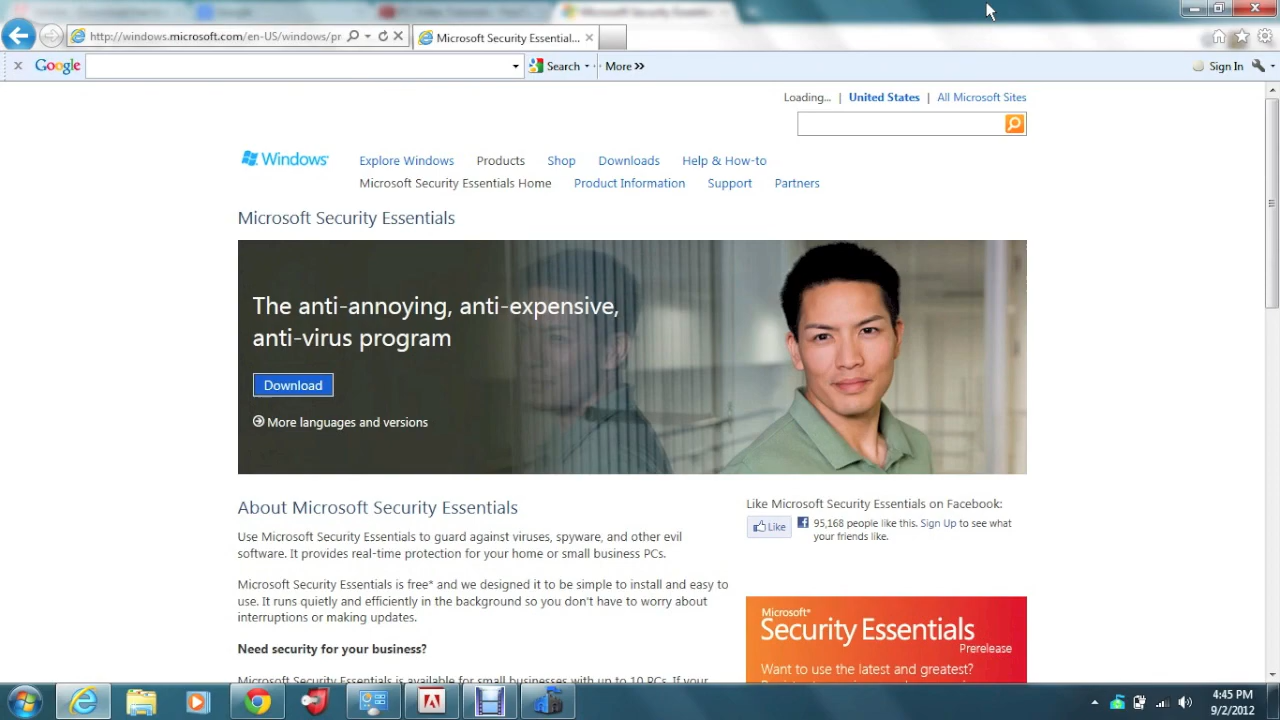 http://windows.microsoft.com/en-US/windows/pr
Microsoft Security Essential...
Google
Search
More
Sign In
Loading... | United States | All Microsoft Sites
Windows
Explore Windows Products Shop Downloads Help & How-to
Microsoft Security Essentials Home Product Information Support Partners
Microsoft Security Essentials
The anti-annoying, anti-expensive,
anti-virus program
Download
More languages and versions
About Microsoft Security Essentials
Use Microsoft Security Essentials to guard against viruses, spyware, and other evil
software. It provides real-time protection for your home or small business PCs.
Microsoft Security Essentials is free* and we designed it to be simple to install and easy to
use. It runs quietly and efficiently in the background so you don't have to worry about
interruptions or making updates.
Need security for your business?
Microsoft Security Essentials is available for small businesses with up to 10 PCs. If your
Like Microsoft Security Essentials on Facebook:
Like
95,168 people like this. Sign Up to see what
your friends like.
Microsoft®
Security Essentials
Prerelease
Want to use the latest and greatest?
4:45 PM
9/2/2012